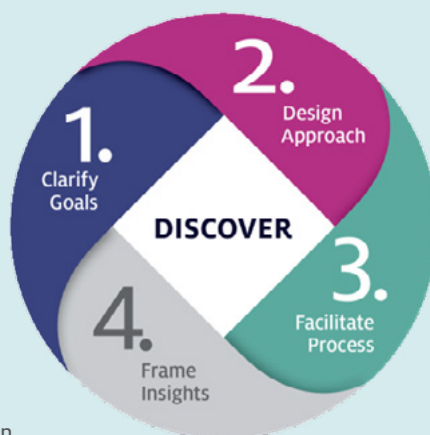 1.
Clarify
Goals
2.
Design
Approach
DISCOVER
3.
Facilitate
Process
4.
Frame
Insights